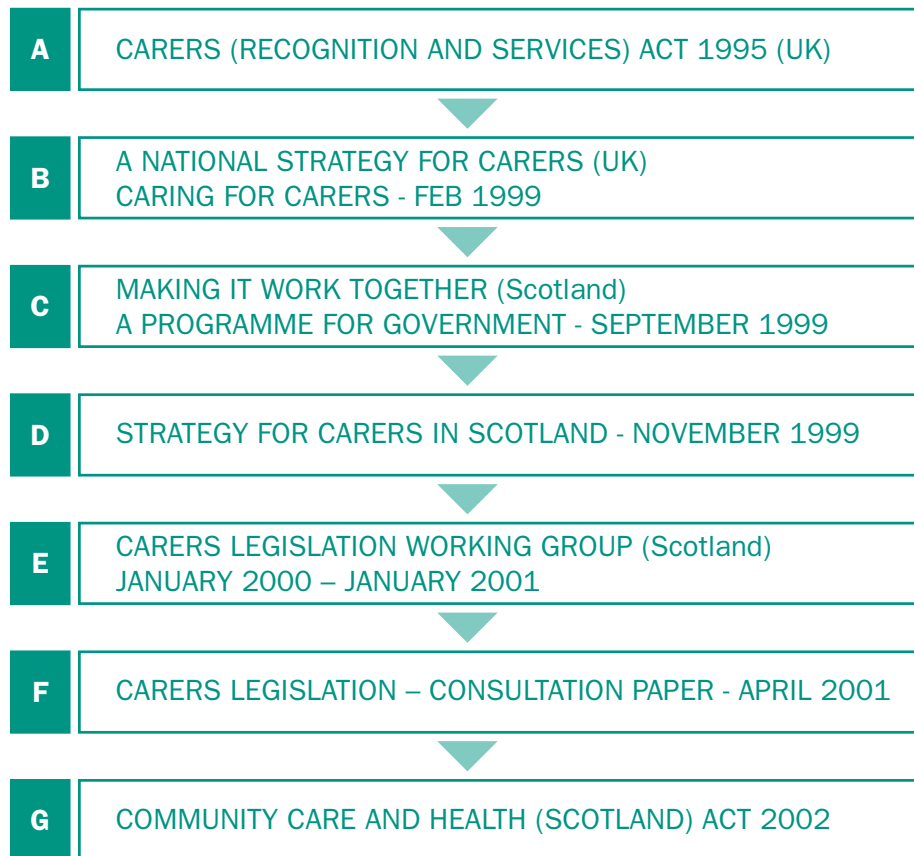 A
CARERS (RECOGNITION AND SERVICES) ACT 1995 (UK)
B
A NATIONAL STRATEGY FOR CARERS (UK)
CARING FOR CARERS - FEB 1999
C
MAKING IT WORK TOGETHER (Scotland)
A PROGRAMME FOR GOVERNMENT - SEPTEMBER 1999
D
STRATEGY FOR CARERS IN SCOTLAND - NOVEMBER 1999
E
CARERS LEGISLATION WORKING GROUP (Scotland)
JANUARY 2000 – JANUARY 2001
F
CARERS LEGISLATION – CONSULTATION PAPER - APRIL 2001
G
COMMUNITY CARE AND HEALTH (SCOTLAND) ACT 2002